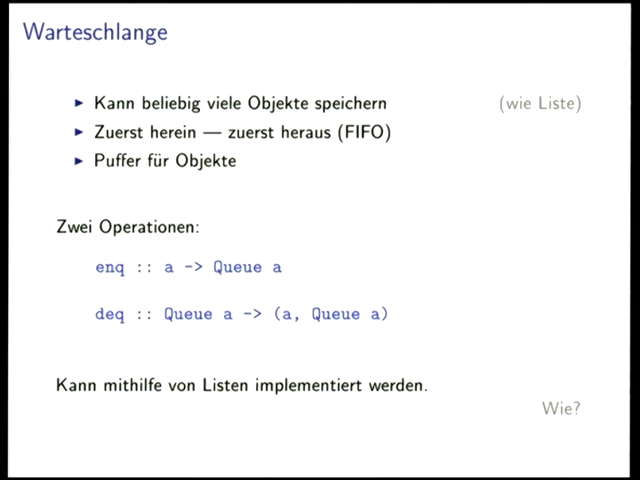 Warteschlange
► Kann beliebig viele Objekte speichern (wie Liste)
► Zuerst herein — zuerst heraus (FIFO)
► Puffer für Objekte
Zwei Operationen:
enq :: a -> Queue a
deq :: Queue a -> (a, Queue a)
Kann mithilfe von Listen implementiert werden.
Wie?